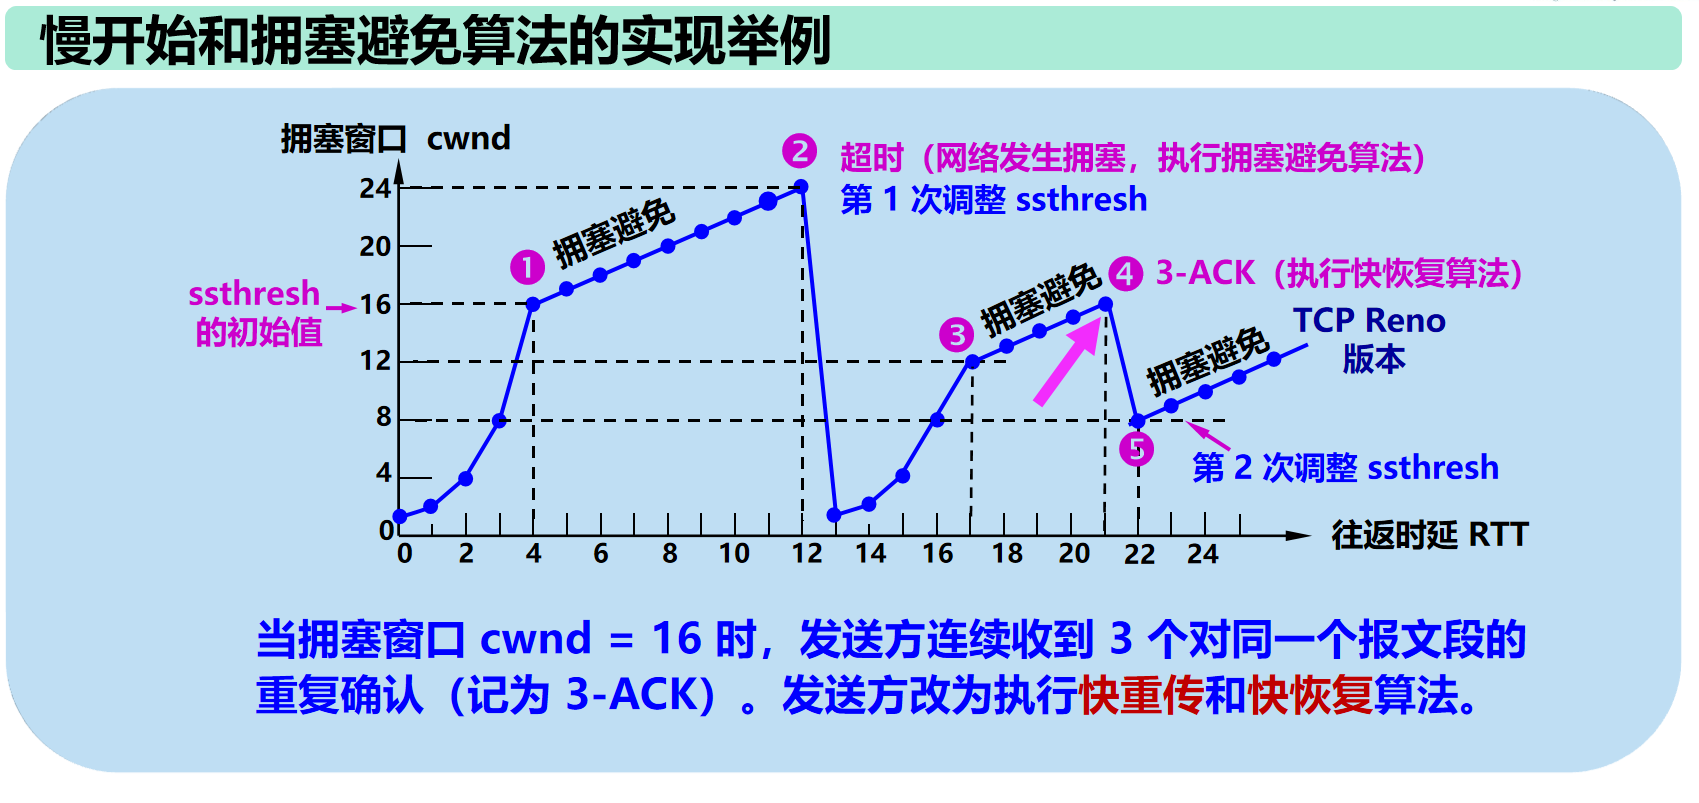 慢开始和拥塞避免算法的实现举例
拥塞窗口 cwnd
❷ 超时（网络发生拥塞，执行拥塞避免算法）
第 1 次调整 ssthresh
24
20
16
12
8
4
0
ssthresh
的初始值
❶
拥塞避免
❸
拥塞避免
❹ 3-ACK（执行快恢复算法）
TCP Reno
版本
拥塞避免
❺
第 2 次调整 ssthresh
0 2 4 6 8 10 12 14 16 18 20 22 24
往返时延 RTT
当拥塞窗口 cwnd = 16 时，发送方连续收到 3 个对同一个报文段的
重复确认（记为 3-ACK）。发送方改为执行快重传和快恢复算法。